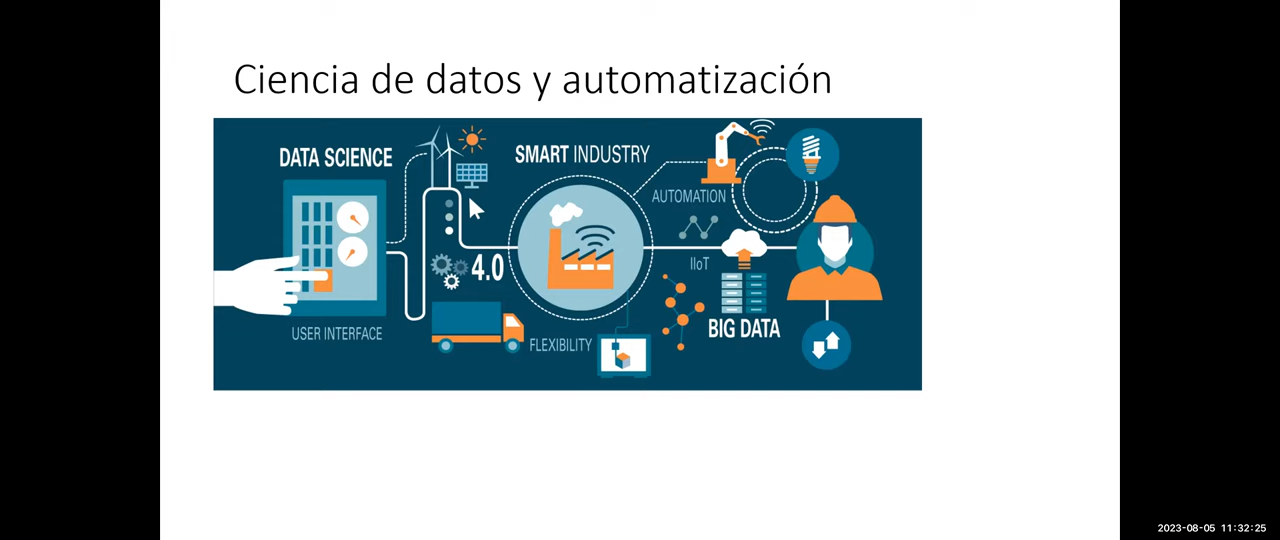 Ciencia de datos y automatización
DATA SCIENCE
SMART INDUSTRY
AUTOMATION
4.0
IIoT
USER INTERFACE
FLEXIBILITY
BIG DATA
2023-08-05 11:32:25